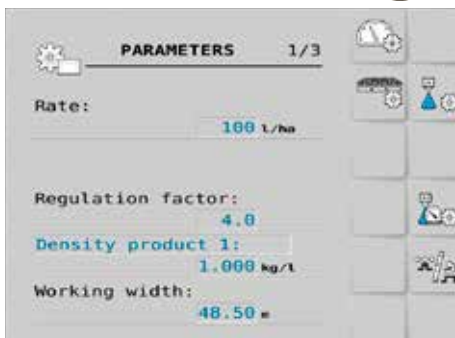 PARAMETERS 1/3
Rate:
100 l/ha
Regulation factor:
4.0
Density product 1:
1.000 kg/l
Working width:
48.50 m